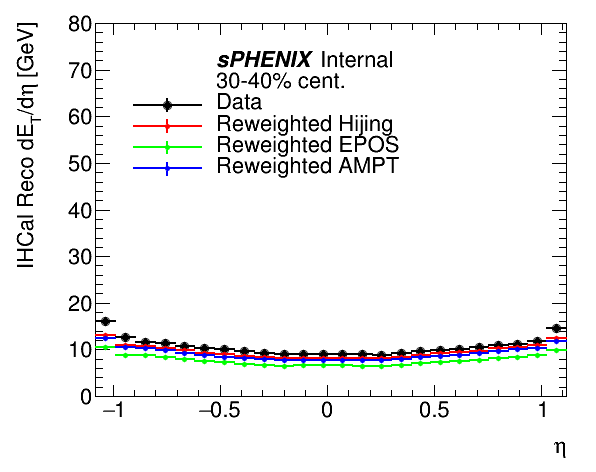 sPHENIX Internal
30-40% cent.
Data
Reweighted Hijing
Reweighted EPOS
Reweighted AMPT
IHCal Reco dE_T/dη [GeV]
80
70
60
50
40
30
20
10
0
−1 −0.5 0 0.5 1
η